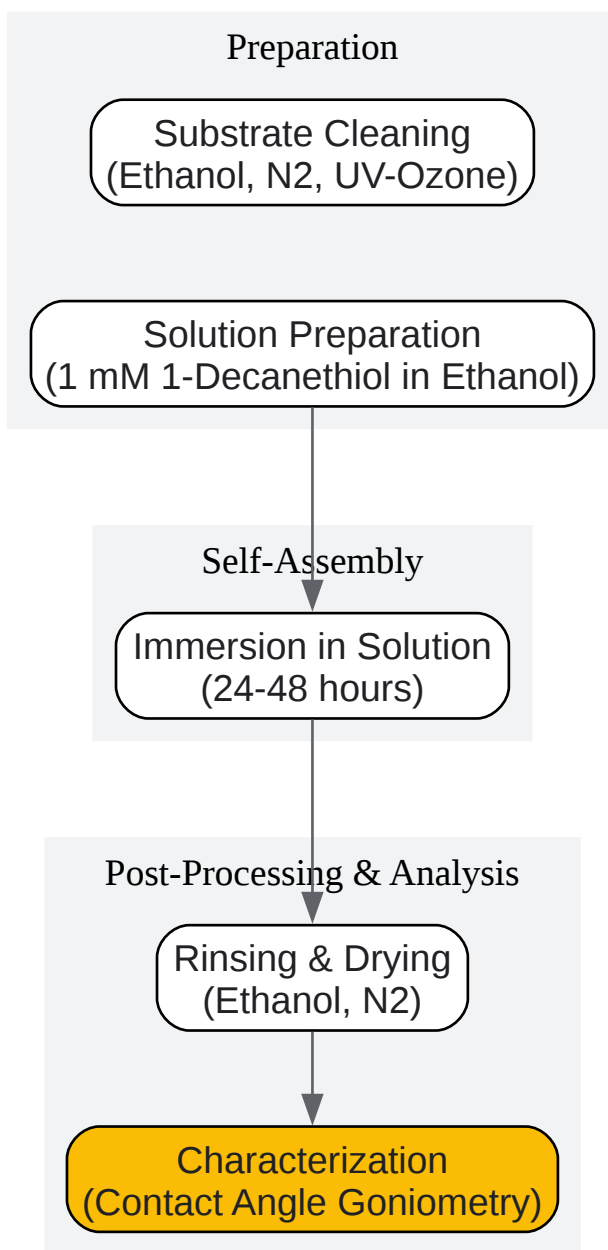 Preparation
Substrate Cleaning
(Ethanol, N2, UV-Ozone)
Solution Preparation
(1 mM 1-Decanethiol in Ethanol)
Self-Assembly
Immersion in Solution
(24-48 hours)
Post-Processing & Analysis
Rinsing & Drying
(Ethanol, N2)
Characterization
(Contact Angle Goniometry)